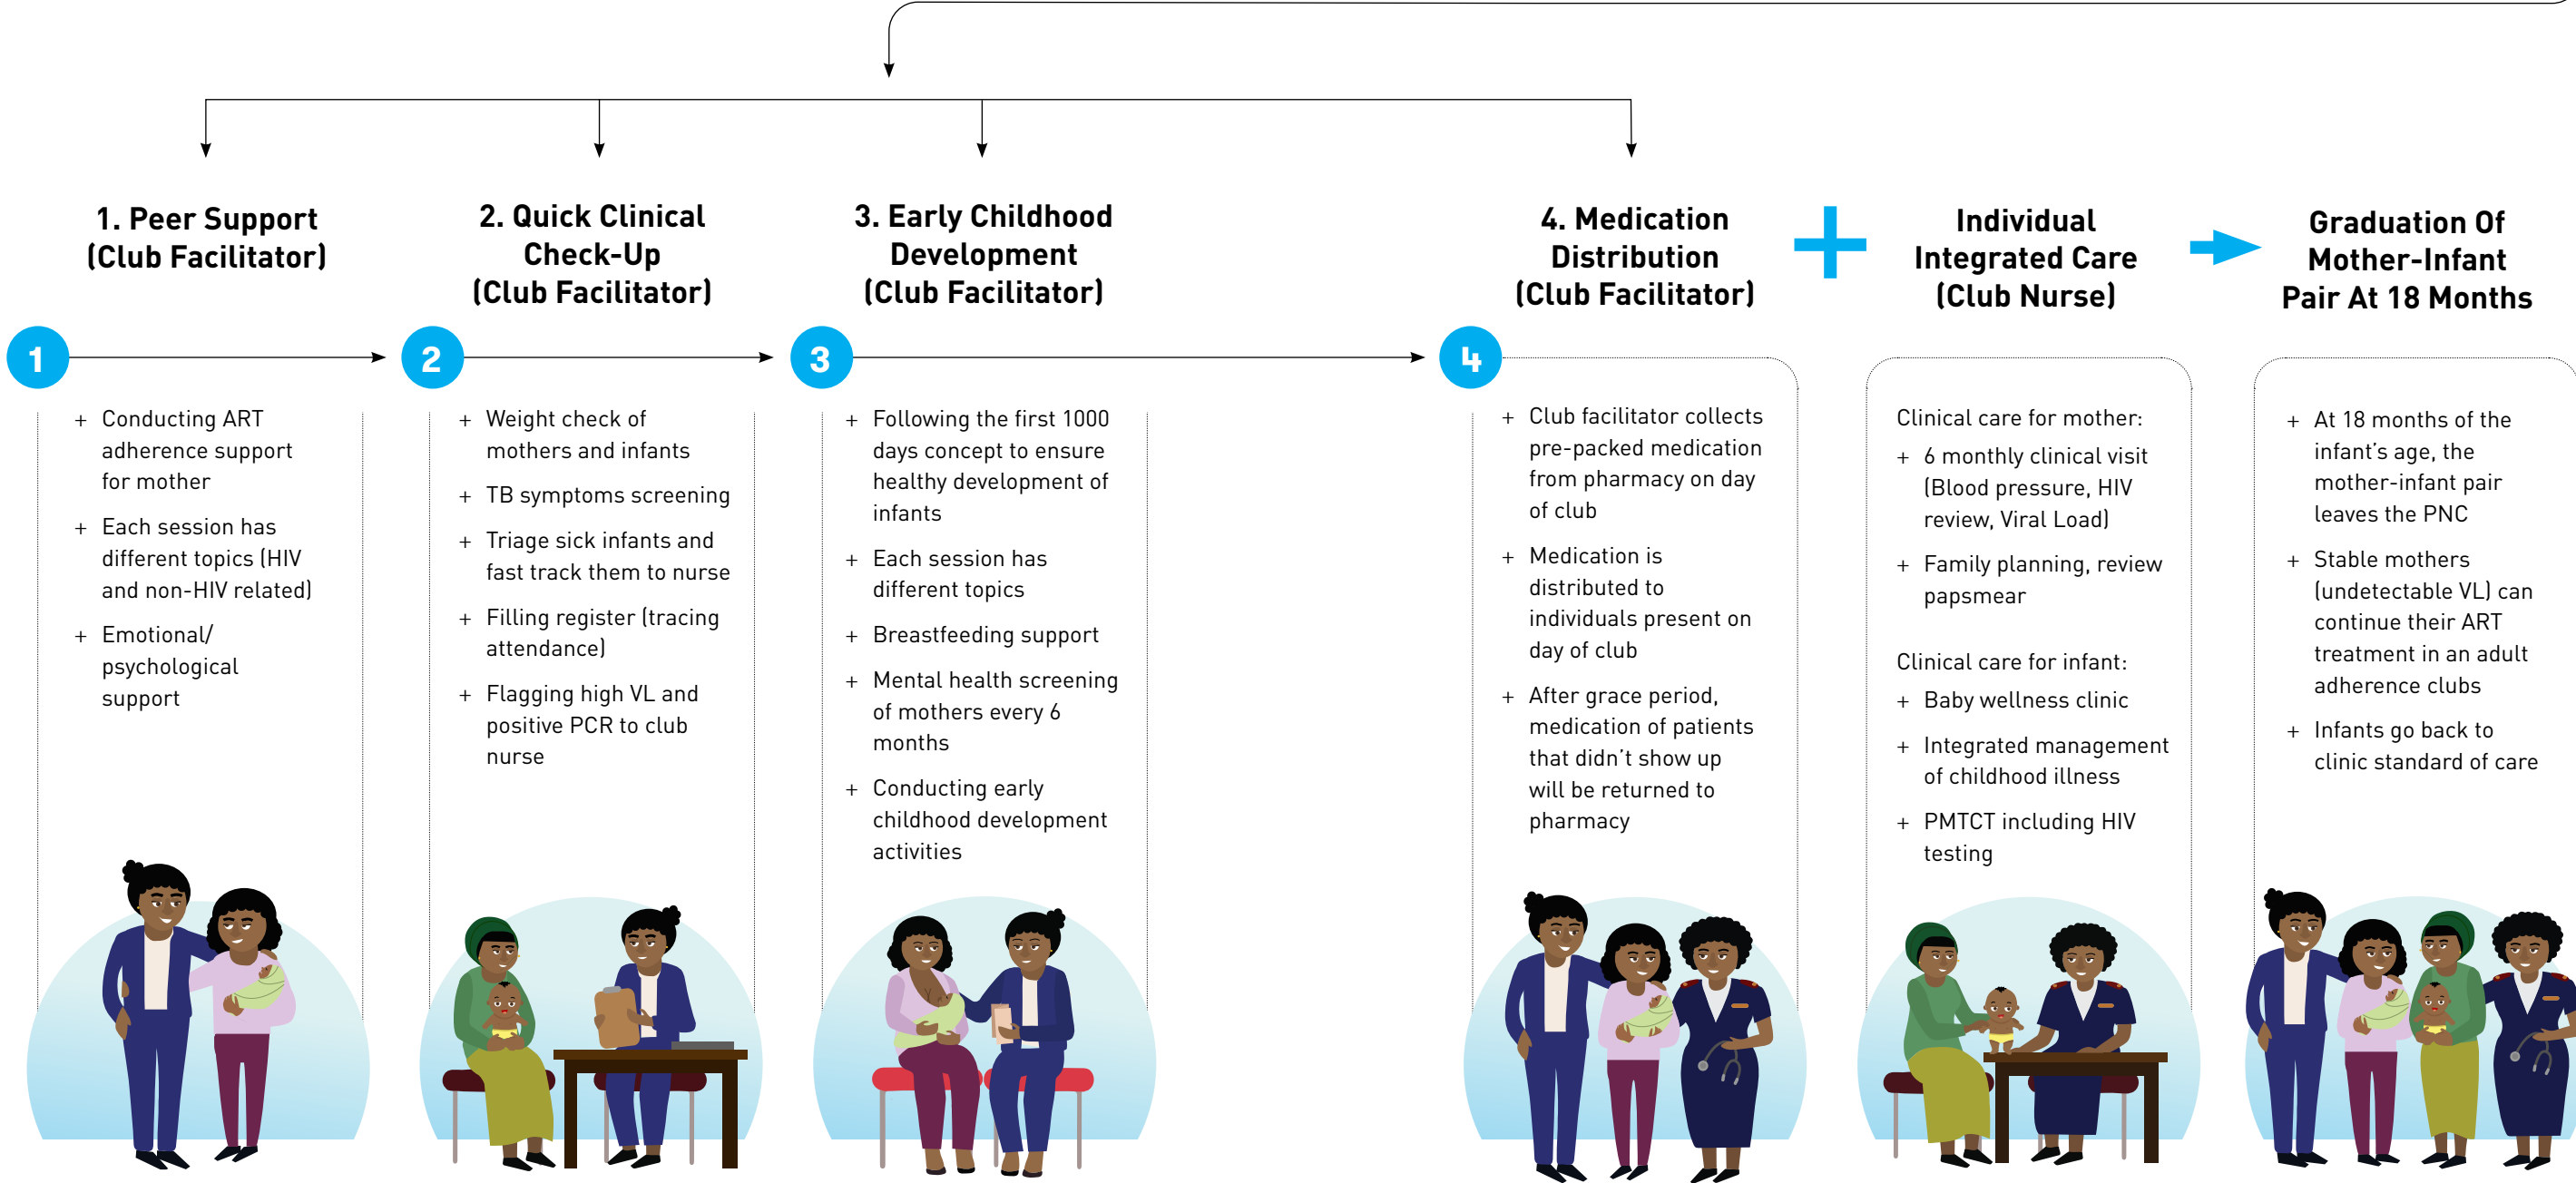 1. Peer Support
(Club Facilitator)
1
+ Conducting ART
adherence support
for mother
+ Each session has
different topics (HIV
and non-HIV related)
+ Emotional/
psychological
support
2. Quick Clinical
Check-Up
(Club Facilitator)
2
+ Weight check of
mothers and infants
+ TB symptoms screening
+ Triage sick infants and
fast track them to nurse
+ Filling register (tracing
attendance)
+ Flagging high VL and
positive PCR to club
nurse
3. Early Childhood
Development
(Club Facilitator)
3
+ Following the first 1000
days concept to ensure
healthy development of
infants
+ Each session has
different topics
+ Breastfeeding support
+ Mental health screening
of mothers every 6
months
+ Conducting early
childhood development
activities
4. Medication
Distribution
(Club Facilitator)
4
+ Club facilitator collects
pre-packed medication
from pharmacy on day
of club
+ Medication is
distributed to
individuals present on
day of club
+ After grace period,
medication of patients
that didn't show up
will be returned to
pharmacy
+
Individual
Integrated Care
(Club Nurse)
Clinical care for mother:
+ 6 monthly clinical visit
(Blood pressure, HIV
review, Viral Load)
+ Family planning, review
papsmear
Clinical care for infant:
+ Baby wellness clinic
+ Integrated management
of childhood illness
+ PMTCT including HIV
testing
Graduation Of
Mother-Infant
Pair At 18 Months
+ At 18 months of the
infant's age, the
mother-infant pair
leaves the PNC
+ Stable mothers
(undetectable VL) can
continue their ART
treatment in an adult
adherence clubs
+ Infants go back to
clinic standard of care